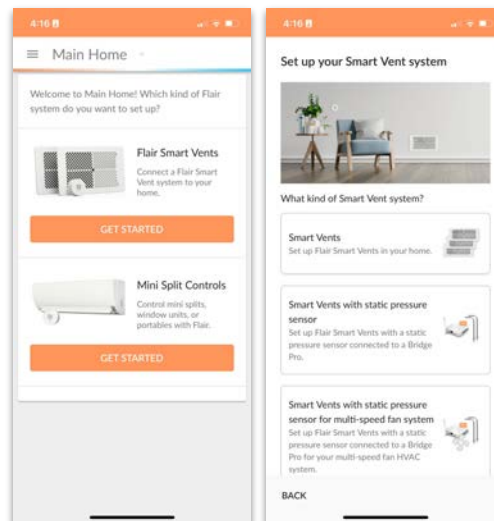 4:16
Main Home
Welcome to Main Home! Which kind of Flair
system do you want to set up?
Flair Smart Vents
Connect a Flair Smart
Vent system to your
home.
GET STARTED
Mini Split Controls
Control mini splits,
window units, or
portables with Flair.
GET STARTED
4:16
Set up your Smart Vent system
What kind of Smart Vent system?
Smart Vents
Set up Flair Smart Vents in your home.
Smart Vents with static pressure
sensor
Set up Flair Smart Vents with a static
pressure sensor connected to a Bridge
Pro.
Smart Vents with static pressure
sensor for multi-speed fan system
Set up Flair Smart Vents with a static
pressure sensor connected to a Bridge
Pro for your multi-speed fan HVAC
system.
BACK